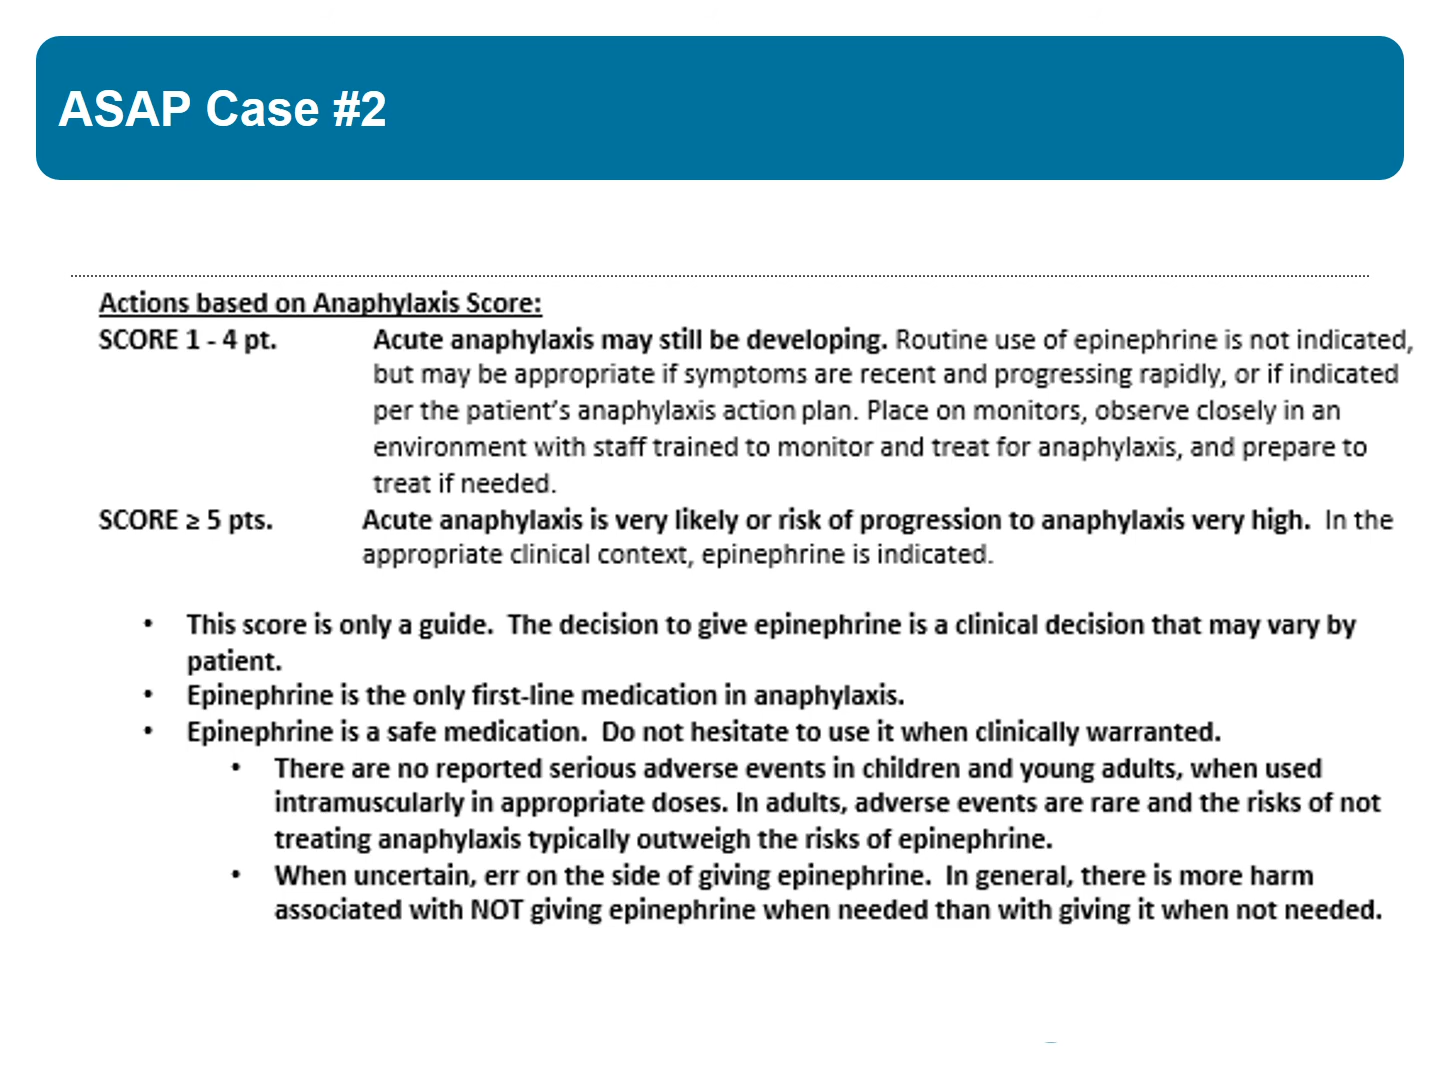 ASAP Case #2
Actions based on Anaphylaxis Score:
SCORE 1 - 4 pt. Acute anaphylaxis may still be developing. Routine use of epinephrine is not indicated,
but may be appropriate if symptoms are recent and progressing rapidly, or if indicated
per the patient’s anaphylaxis action plan. Place on monitors, observe closely in an
environment with staff trained to monitor and treat for anaphylaxis, and prepare to
treat if needed.
SCORE ≥ 5 pts. Acute anaphylaxis is very likely or risk of progression to anaphylaxis very high. In the
appropriate clinical context, epinephrine is indicated.
• This score is only a guide. The decision to give epinephrine is a clinical decision that may vary by
patient.
• Epinephrine is the only first-line medication in anaphylaxis.
• Epinephrine is a safe medication. Do not hesitate to use it when clinically warranted.
• There are no reported serious adverse events in children and young adults, when used
intramuscularly in appropriate doses. In adults, adverse events are rare and the risks of not
treating anaphylaxis typically outweigh the risks of epinephrine.
• When uncertain, err on the side of giving epinephrine. In general, there is more harm
associated with NOT giving epinephrine when needed than with giving it when not needed.